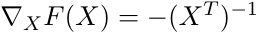 ∇_X F(X) = −(X^T)^{−1}